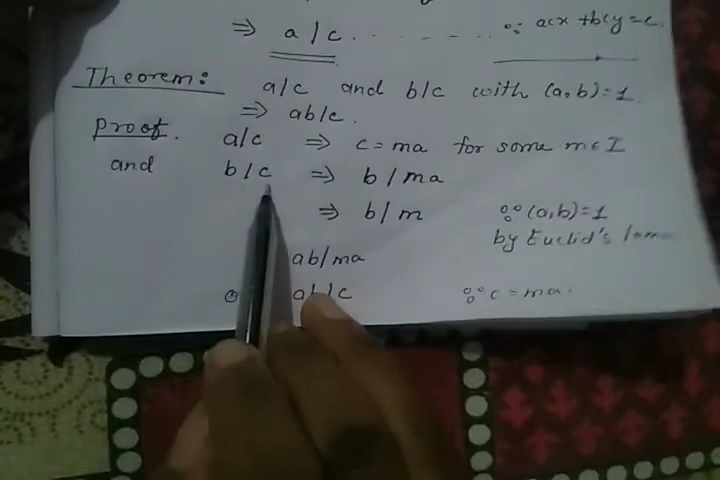 ⇒ a/c. ∵ acx + bcy = c.
Theorem: a/c and b/c with (a, b) = 1
⇒ ab/c.
Proof. a/c ⇒ c = ma for some m ∈ I
and b/c ⇒ b/ma
⇒ b/m ∵ (a, b) = 1
by Euclid's
ab/ma
ab/c ∵ c = ma.